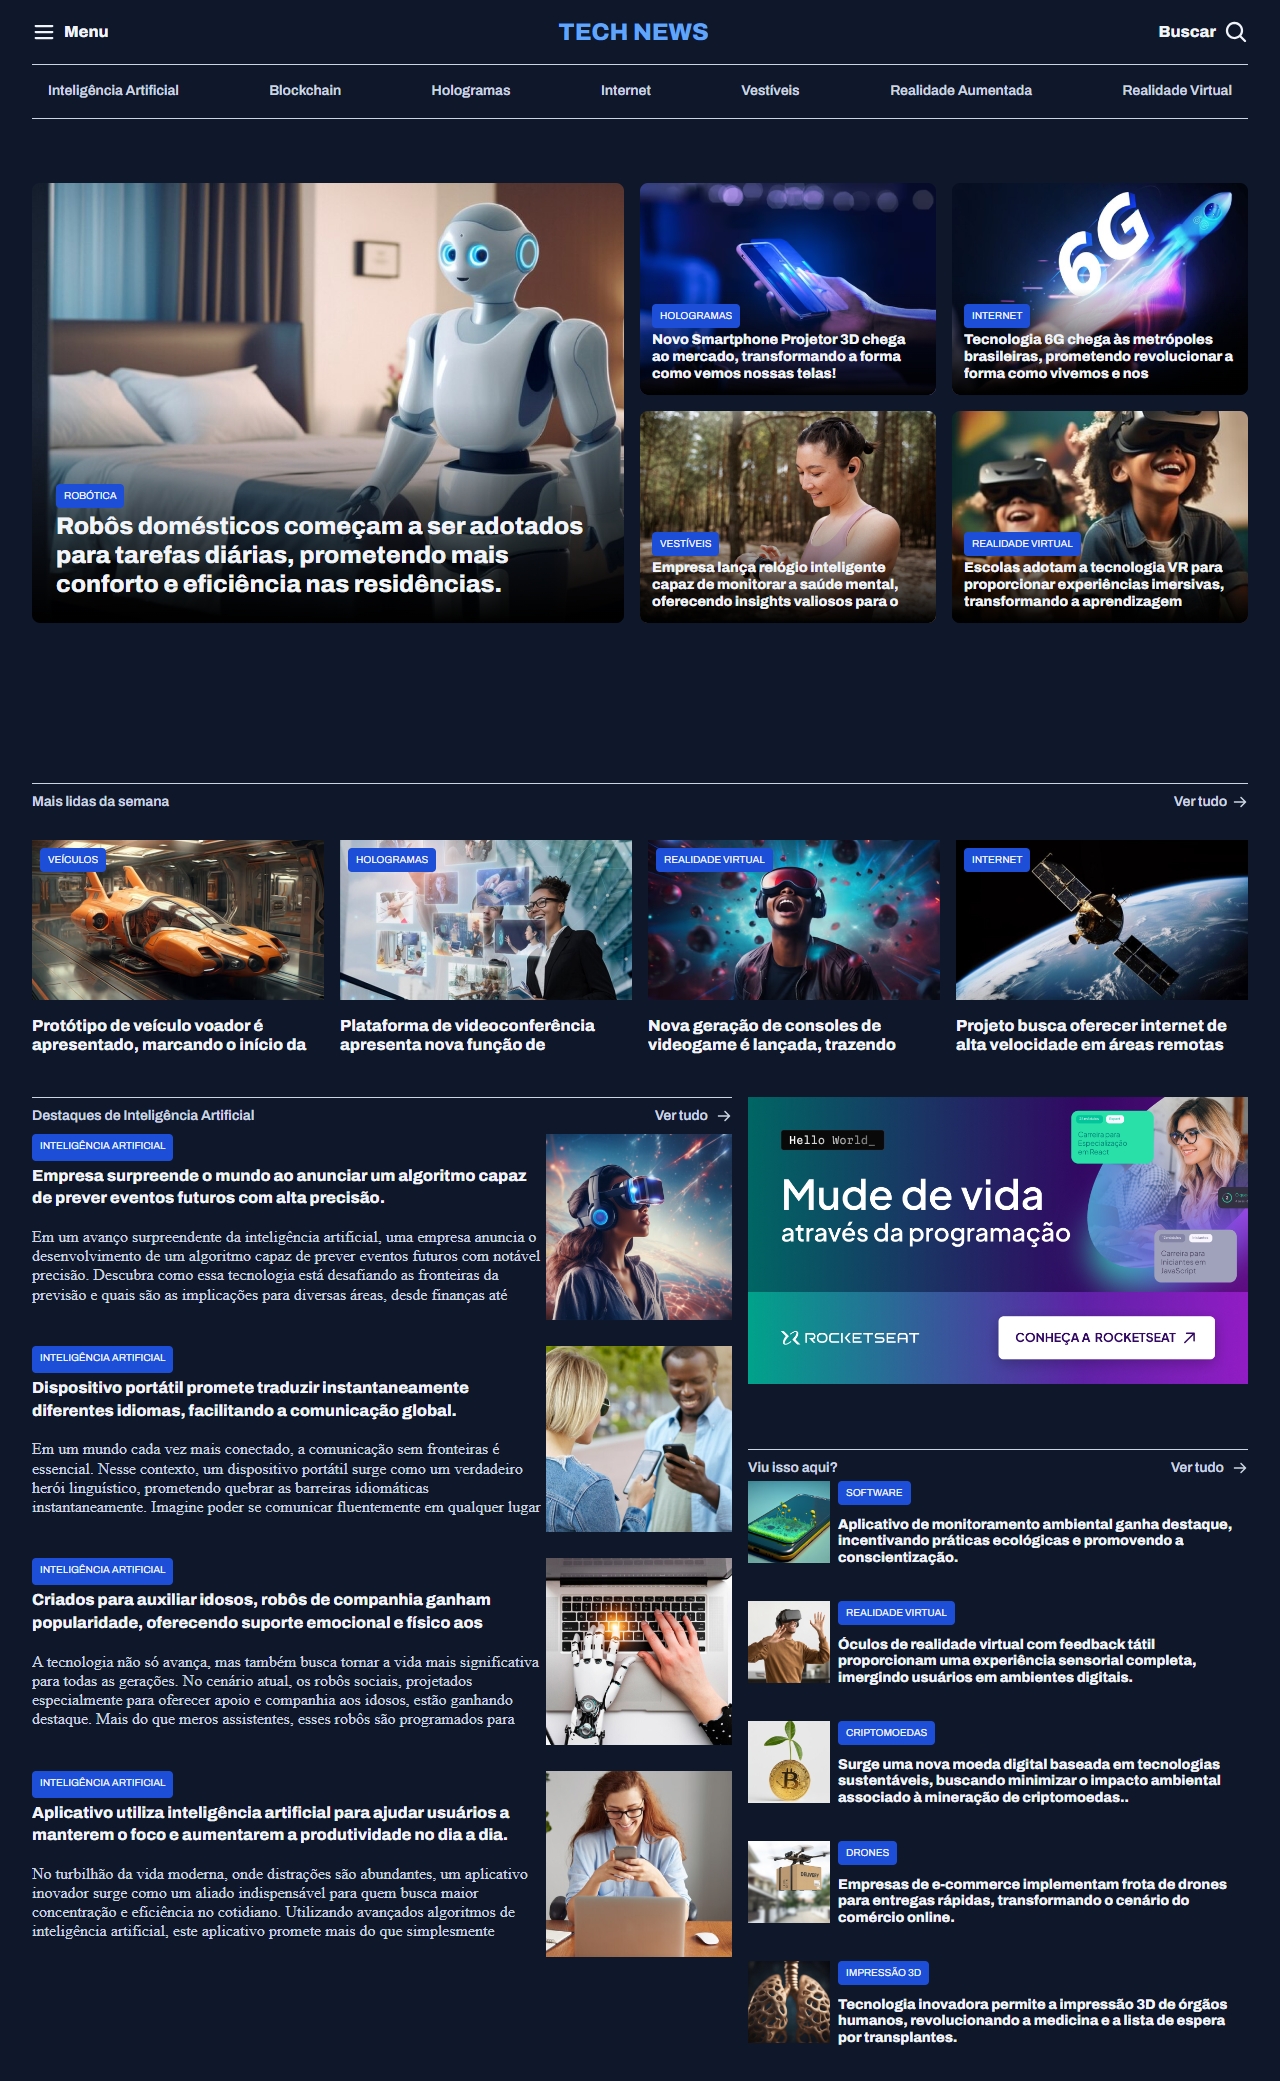 Menu
TECH NEWS
Buscar
Inteligência Artificial
Blockchain
Hologramas
Internet
Vestíveis
Realidade Aumentada
Realidade Virtual
ROBÓTICA
Robôs domésticos começam a ser adotados
para tarefas diárias, prometendo mais
conforto e eficiência nas residências.
HOLOGRAMAS
Novo Smartphone Projetor 3D chega
ao mercado, transformando a forma
como vemos nossas telas!
6G
INTERNET
Tecnologia 6G chega às metrópoles
brasileiras, prometendo revolucionar a
forma como vivemos e nos
VESTÍVEIS
Empresa lança relógio inteligente
capaz de monitorar a saúde mental,
oferecendo insights valiosos para o
REALIDADE VIRTUAL
Escolas adotam a tecnologia VR para
proporcionar experiências imersivas,
transformando a aprendizagem
Mais lidas da semana
Ver tudo
VEÍCULOS
Protótipo de veículo voador é
apresentado, marcando o início da
HOLOGRAMAS
Plataforma de videoconferência
apresenta nova função de
REALIDADE VIRTUAL
Nova geração de consoles de
videogame é lançada, trazendo
INTERNET
Projeto busca oferecer internet de
alta velocidade em áreas remotas
Destaques de Inteligência Artificial
Ver tudo
INTELIGÊNCIA ARTIFICIAL
Empresa surpreende o mundo ao anunciar um algoritmo capaz
de prever eventos futuros com alta precisão.
Em um avanço surpreendente da inteligência artificial, uma empresa anuncia o
desenvolvimento de um algoritmo capaz de prever eventos futuros com notável
precisão. Descubra como essa tecnologia está desafiando as fronteiras da
previsão e quais são as implicações para diversas áreas, desde finanças até
INTELIGÊNCIA ARTIFICIAL
Dispositivo portátil promete traduzir instantaneamente
diferentes idiomas, facilitando a comunicação global.
Em um mundo cada vez mais conectado, a comunicação sem fronteiras é
essencial. Nesse contexto, um dispositivo portátil surge como um verdadeiro
herói linguístico, prometendo quebrar as barreiras idiomáticas
instantaneamente. Imagine poder se comunicar fluentemente em qualquer lugar
INTELIGÊNCIA ARTIFICIAL
Criados para auxiliar idosos, robôs de companhia ganham
popularidade, oferecendo suporte emocional e físico aos
A tecnologia não só avança, mas também busca tornar a vida mais significativa
para todas as gerações. No cenário atual, os robôs sociais, projetados
especialmente para oferecer apoio e companhia aos idosos, estão ganhando
destaque. Mais do que meros assistentes, esses robôs são programados para
INTELIGÊNCIA ARTIFICIAL
Aplicativo utiliza inteligência artificial para ajudar usuários a
manterem o foco e aumentarem a produtividade no dia a dia.
No turbilhão da vida moderna, onde distrações são abundantes, um aplicativo
inovador surge como um aliado indispensável para quem busca maior
concentração e eficiência no cotidiano. Utilizando avançados algoritmos de
inteligência artificial, este aplicativo promete mais do que simplesmente
Hello World_
Mude de vida
através da programação
Carreira para
Especialização
em React
Carreira para
Iniciantes em
JavaScript
ROCKETSEAT
CONHEÇA A ROCKETSEAT
Viu isso aqui?
Ver tudo
SOFTWARE
Aplicativo de monitoramento ambiental ganha destaque,
incentivando práticas ecológicas e promovendo a
conscientização.
REALIDADE VIRTUAL
Óculos de realidade virtual com feedback tátil
proporcionam uma experiência sensorial completa,
imergindo usuários em ambientes digitais.
CRIPTOMOEDAS
Surge uma nova moeda digital baseada em tecnologias
sustentáveis, buscando minimizar o impacto ambiental
associado à mineração de criptomoedas..
DELIVERY
DRONES
Empresas de e-commerce implementam frota de drones
para entregas rápidas, transformando o cenário do
comércio online.
IMPRESSÃO 3D
Tecnologia inovadora permite a impressão 3D de órgãos
humanos, revolucionando a medicina e a lista de espera
por transplantes.